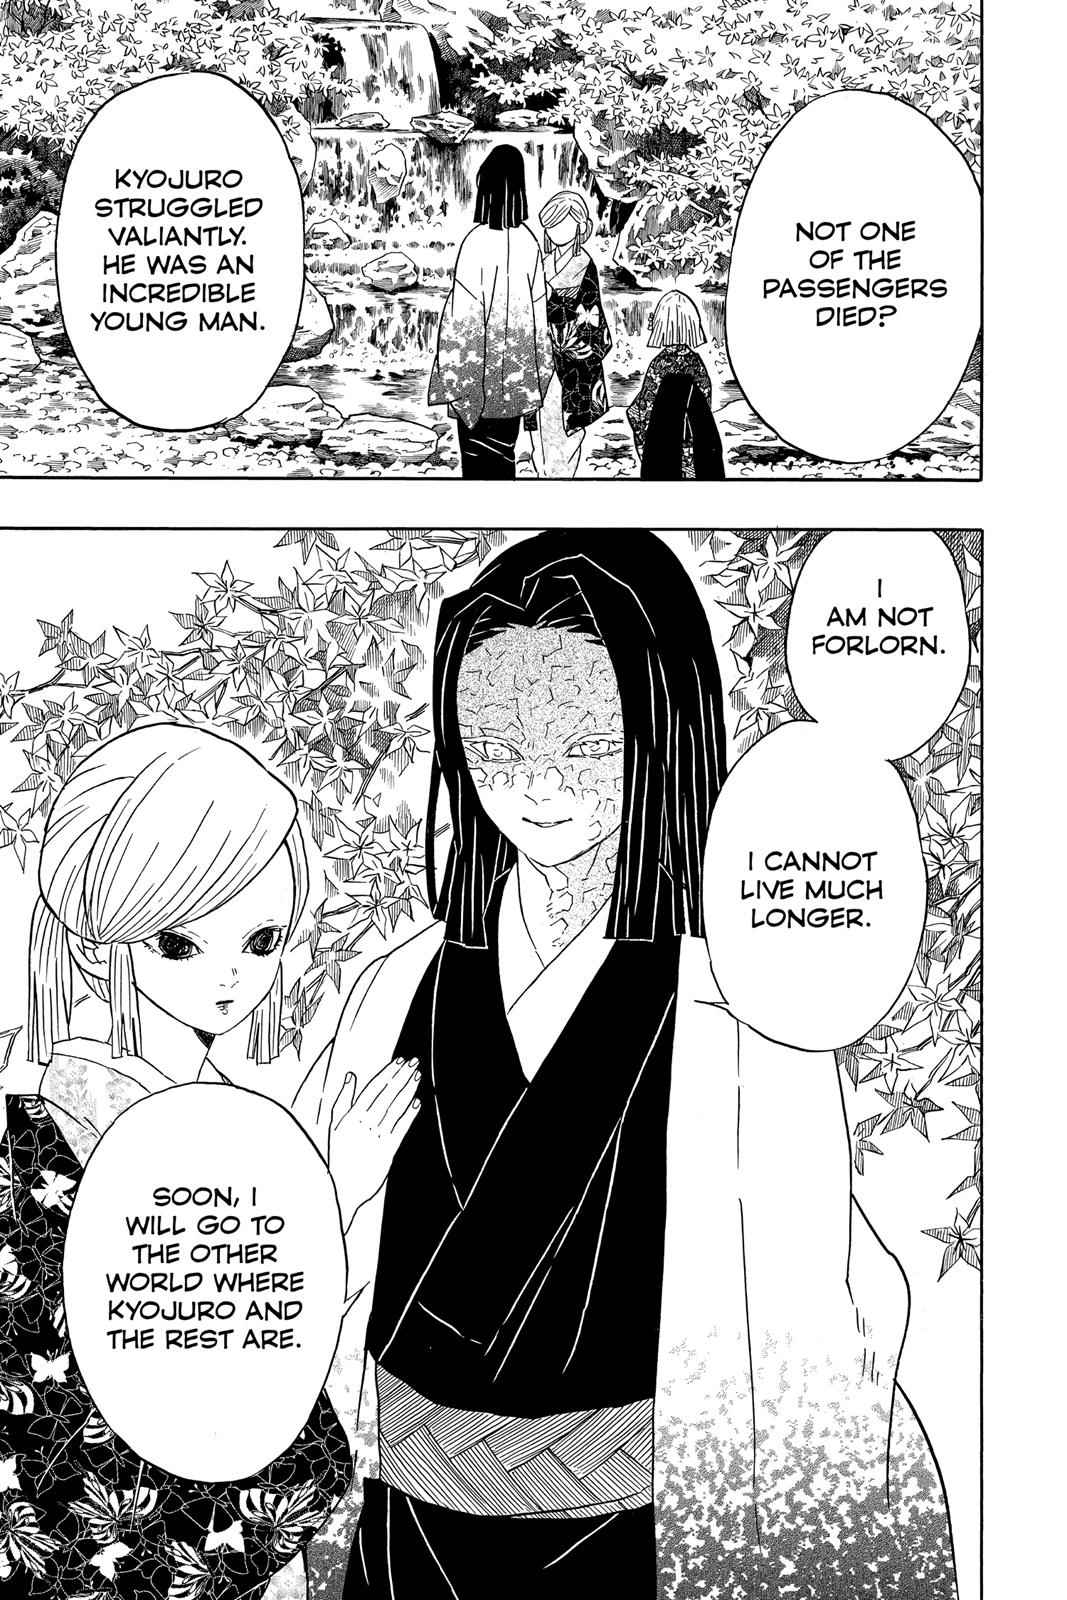 NOT ONE
OF THE
PASSENGERS
DIED?
KYOJURO
STRUGGLED
VALIANTLY.
HE WAS AN
INCREDIBLE
YOUNG MAN.
I
AM NOT
FORLORN.
I CANNOT
LIVE MUCH
LONGER.
SOON, I
WILL GO TO
THE OTHER
WORLD WHERE
KYOJURO AND
THE REST ARE.